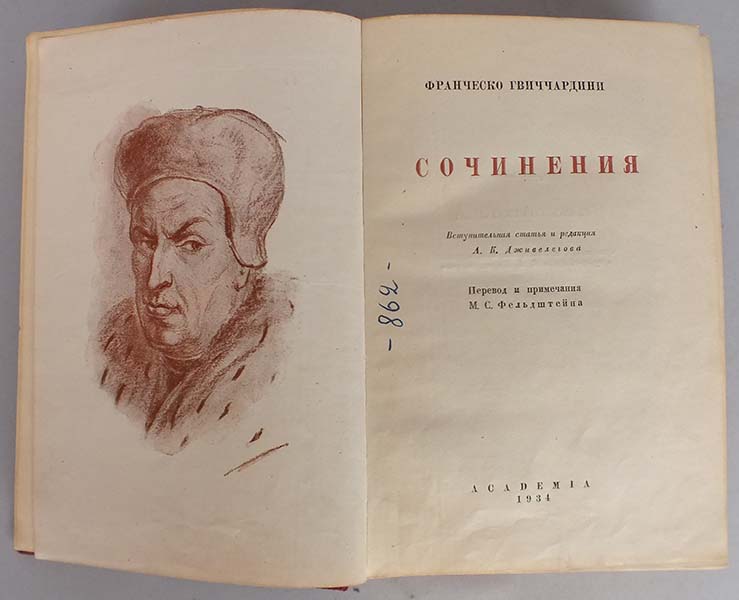 ФРАНЧЕСКО ГВИЧЧАРДИНИ
СОЧИНЕНИЯ
Вступительная статья и редакция
А. К. Дживелегова
Перевод и примечания
М. С. Фельдштейна
- 862 -
ACADEMIA
1934